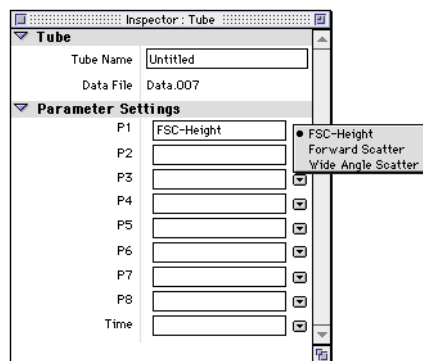 Inspector : Tube
Tube
Tube Name Untitled
Data File Data.007
Parameter Settings
P1 FSC-Height
FSC-Height
Forward Scatter
Wide Angle Scatter
P2
P3
P4
P5
P6
P7
P8
Time